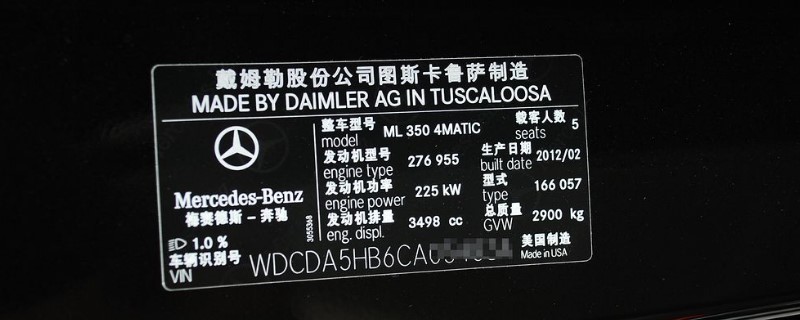 戴姆勒股份公司图斯卡鲁萨制造
MADE BY DAIMLER AG IN TUSCALOOSA
整车型号 model ML 350 4MATIC 载客人数 seats 5
发动机型号 engine type 276 955 生产日期 built date 2012/02
发动机功率 engine power 225 kW 型式 type 166 057
发动机排量 eng. displ. 3498 cc 总质量 GVW 2900 kg
Mercedes-Benz
梅赛德斯－奔驰
3055368
1.0 %
车辆识别号 VIN WDCDA5HB6CA
美国制造
Made in USA